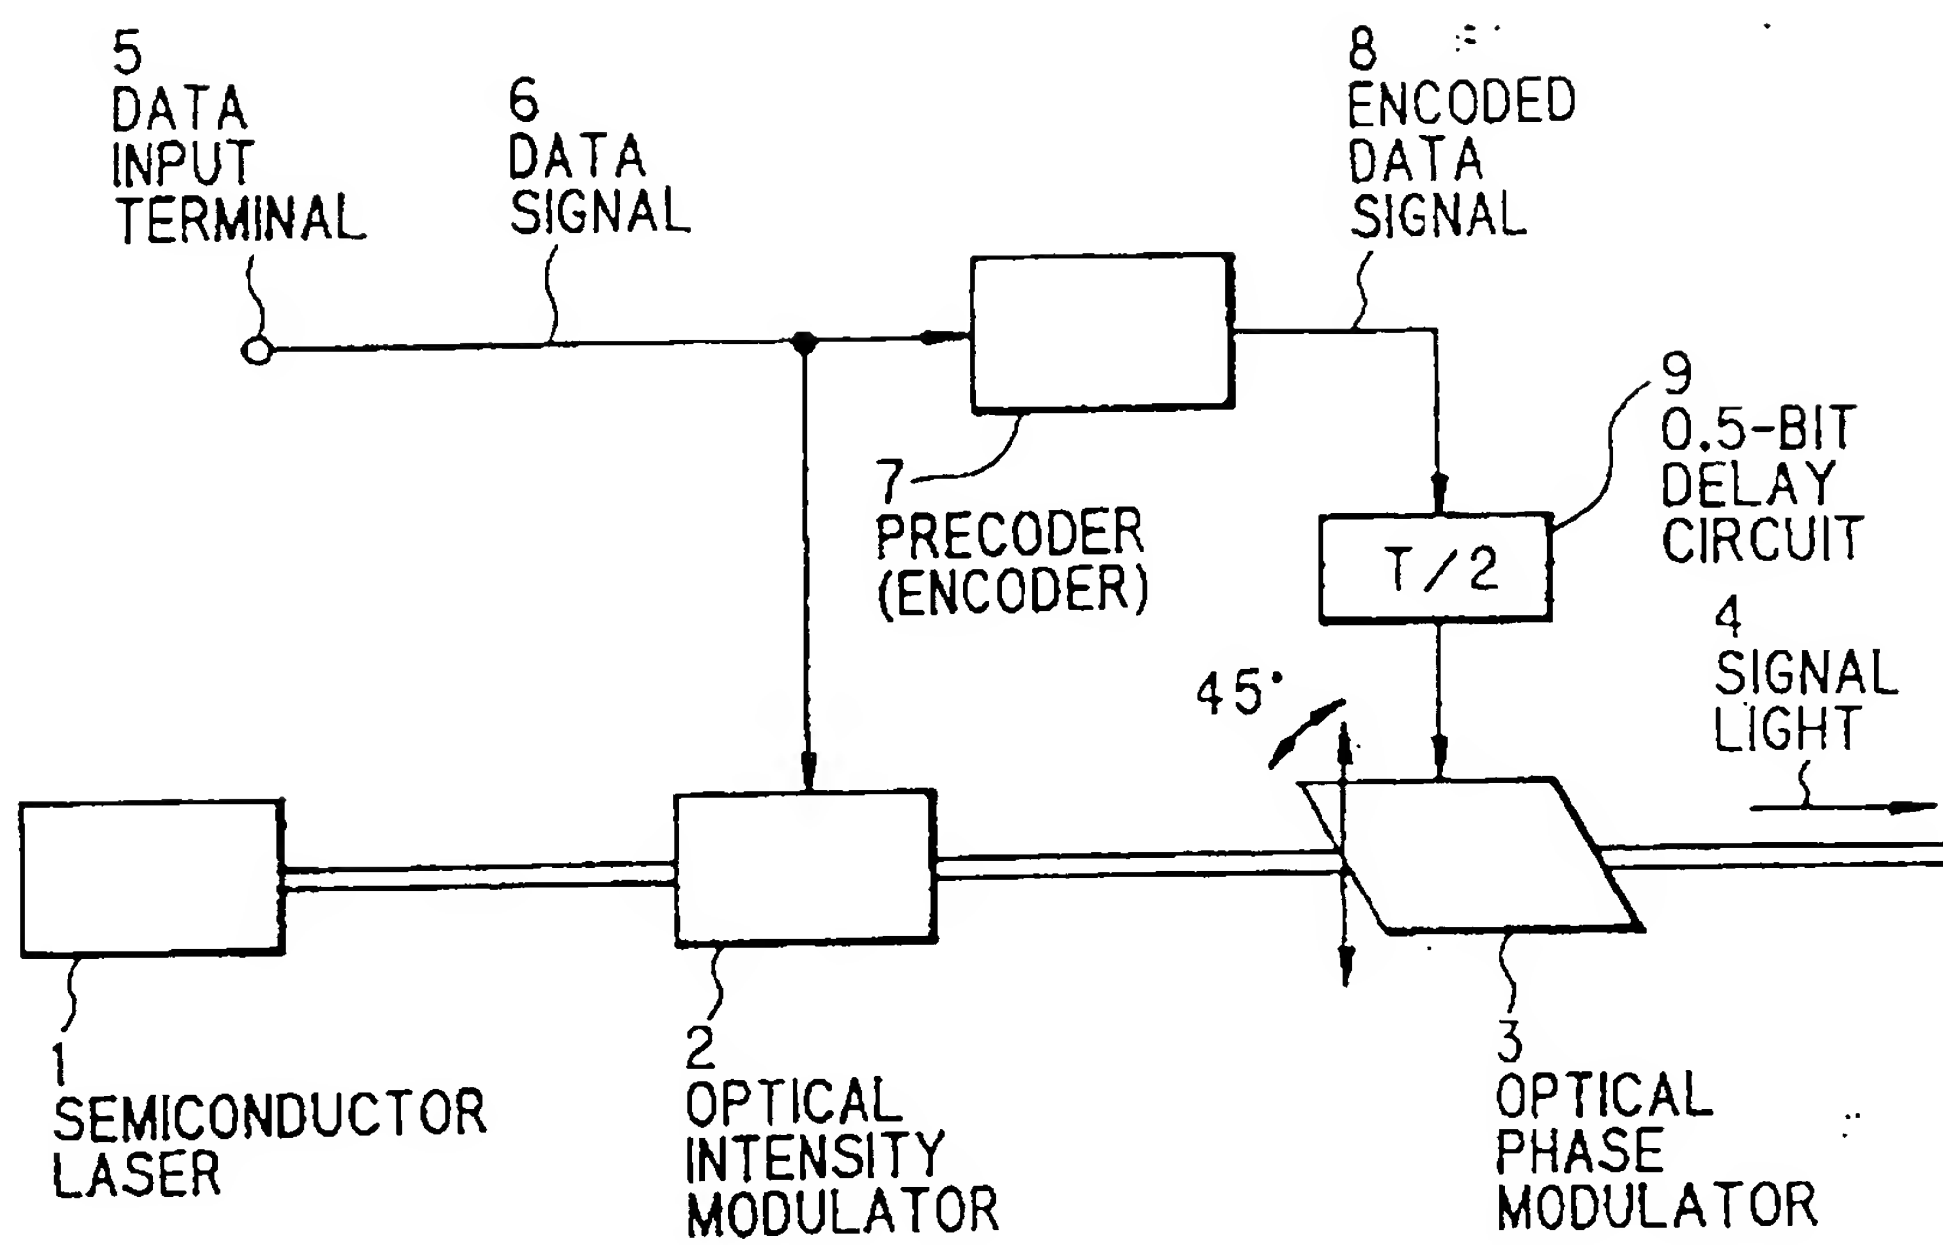 5
DATA
INPUT
TERMINAL
6
DATA
SIGNAL
8
ENCODED
DATA
SIGNAL
7
PRECODER
(ENCODER)
9
0.5-BIT
DELAY
CIRCUIT
T/2
45°
4
SIGNAL
LIGHT
1
SEMICONDUCTOR
LASER
2
OPTICAL
INTENSITY
MODULATOR
3
OPTICAL
PHASE
MODULATOR